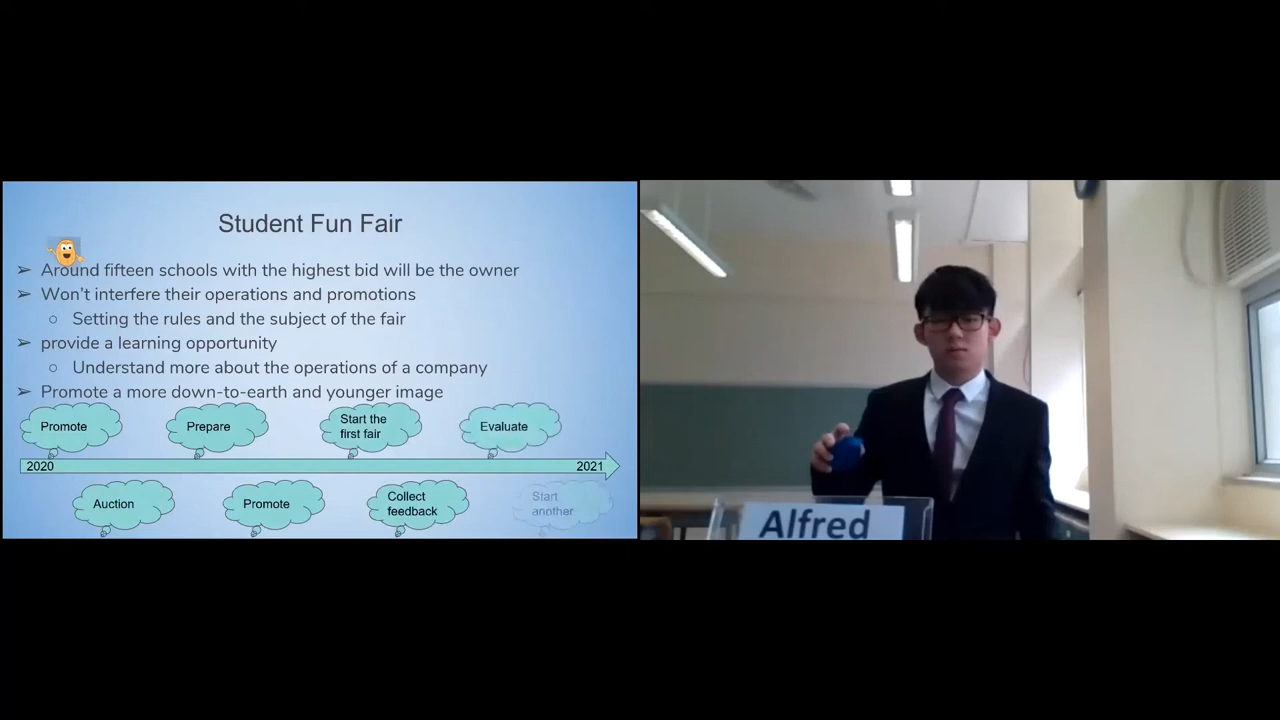 Student Fun Fair
➢ Around fifteen schools with the highest bid will be the owner
➢ Won't interfere their operations and promotions
○ Setting the rules and the subject of the fair
➢ provide a learning opportunity
○ Understand more about the operations of a company
➢ Promote a more down-to-earth and younger image
Promote
Prepare
Start the
first fair
Evaluate
2020
2021
Auction
Promote
Collect
feedback
Start
another
Alfred